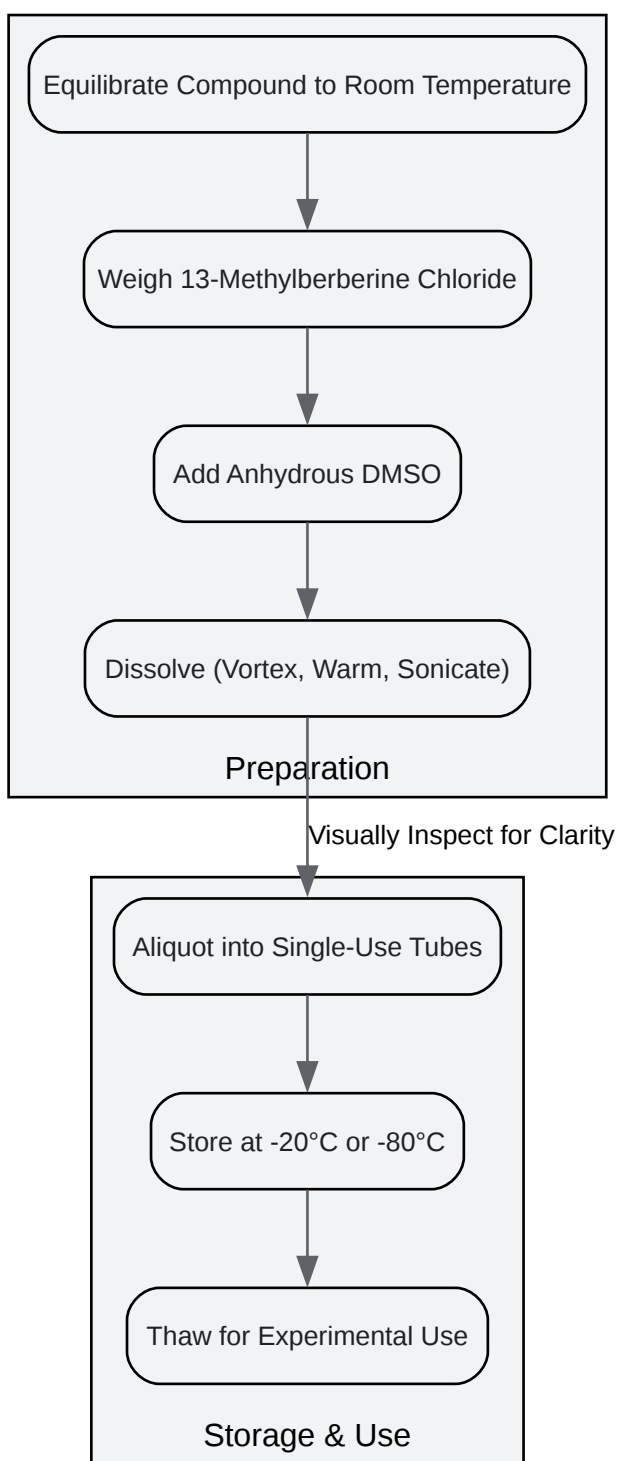 Equilibrate Compound to Room Temperature
Weigh 13-Methylberberine Chloride
Add Anhydrous DMSO
Dissolve (Vortex, Warm, Sonicate)
Preparation
Visually Inspect for Clarity
Aliquot into Single-Use Tubes
Store at -20°C or -80°C
Thaw for Experimental Use
Storage & Use